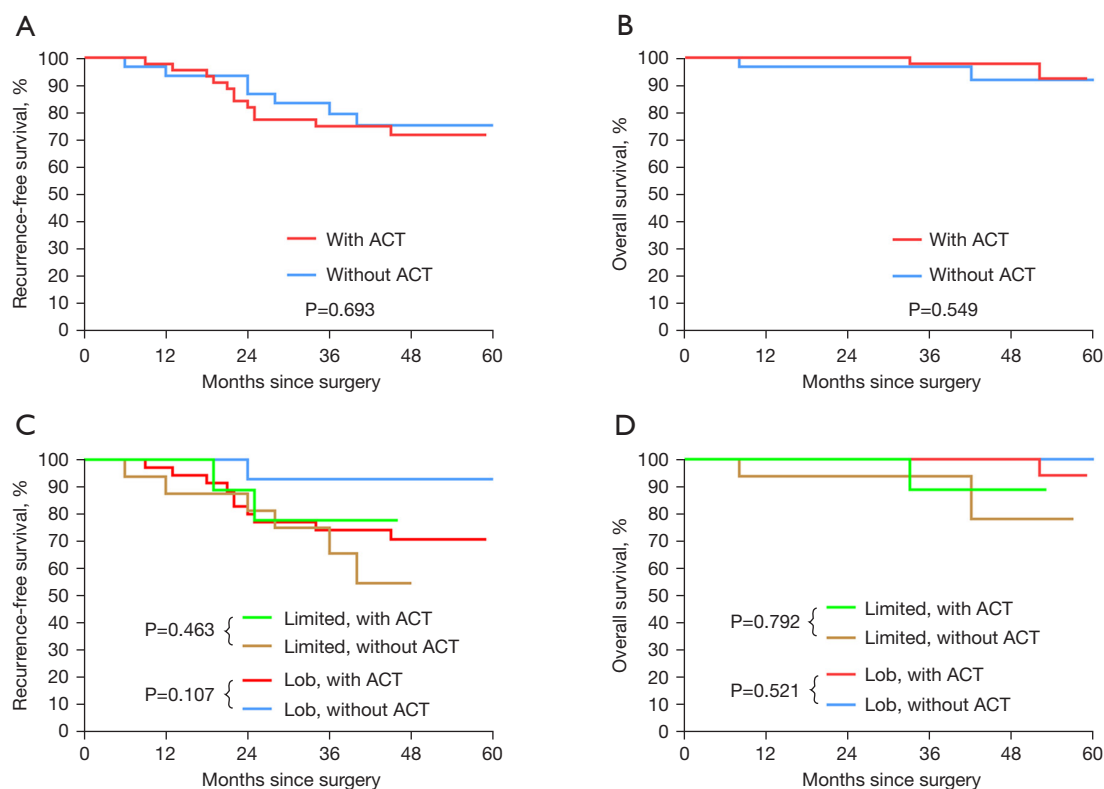 A
Recurrence-free survival, %
100
90
80
70
60
50
40
30
20
10
0
With ACT
Without ACT
P=0.693
0 12 24 36 48 60
Months since surgery
B
Overall survival, %
100
90
80
70
60
50
40
30
20
10
0
With ACT
Without ACT
P=0.549
0 12 24 36 48 60
Months since surgery
C
Recurrence-free survival, %
100
90
80
70
60
50
40
30
20
10
0
P=0.463
Limited, with ACT
Limited, without ACT
P=0.107
Lob, with ACT
Lob, without ACT
0 12 24 36 48 60
Months since surgery
D
Overall survival, %
100
90
80
70
60
50
40
30
20
10
0
P=0.792
Limited, with ACT
Limited, without ACT
P=0.521
Lob, with ACT
Lob, without ACT
0 12 24 36 48 60
Months since surgery